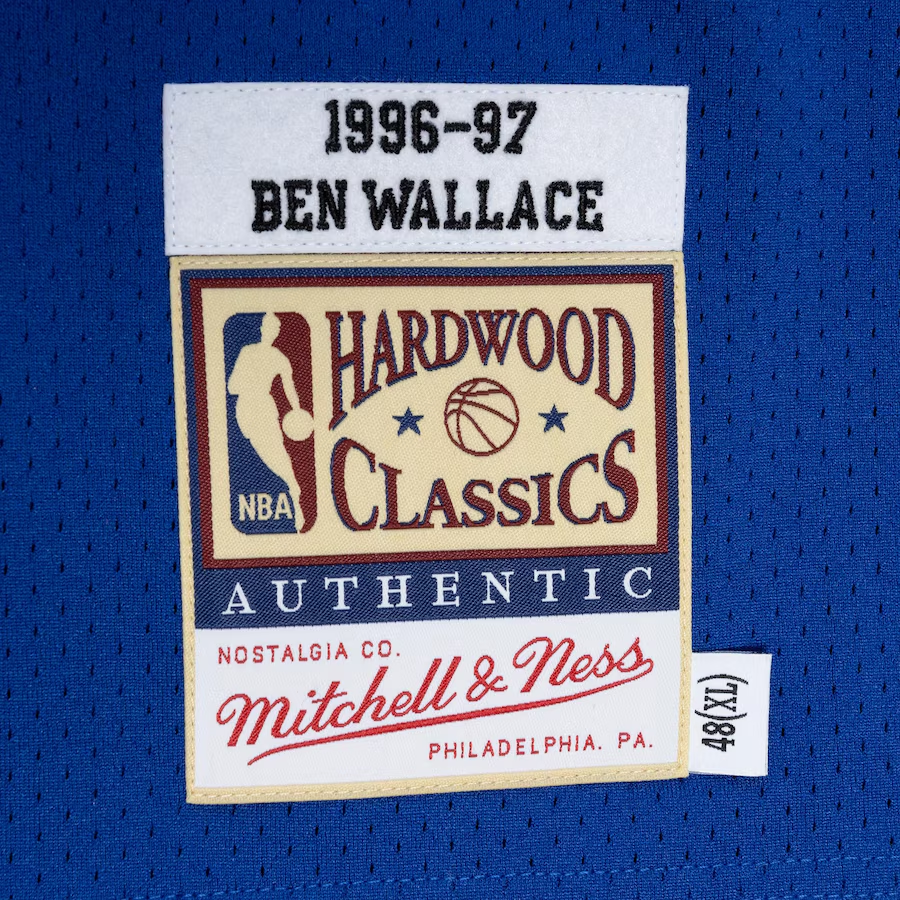 1996-97
BEN WALLACE
HARDWOOD
CLASSICS
NBA
AUTHENTIC
NOSTALGIA CO.
Mitchell & Ness
PHILADELPHIA. PA.
48(XL)